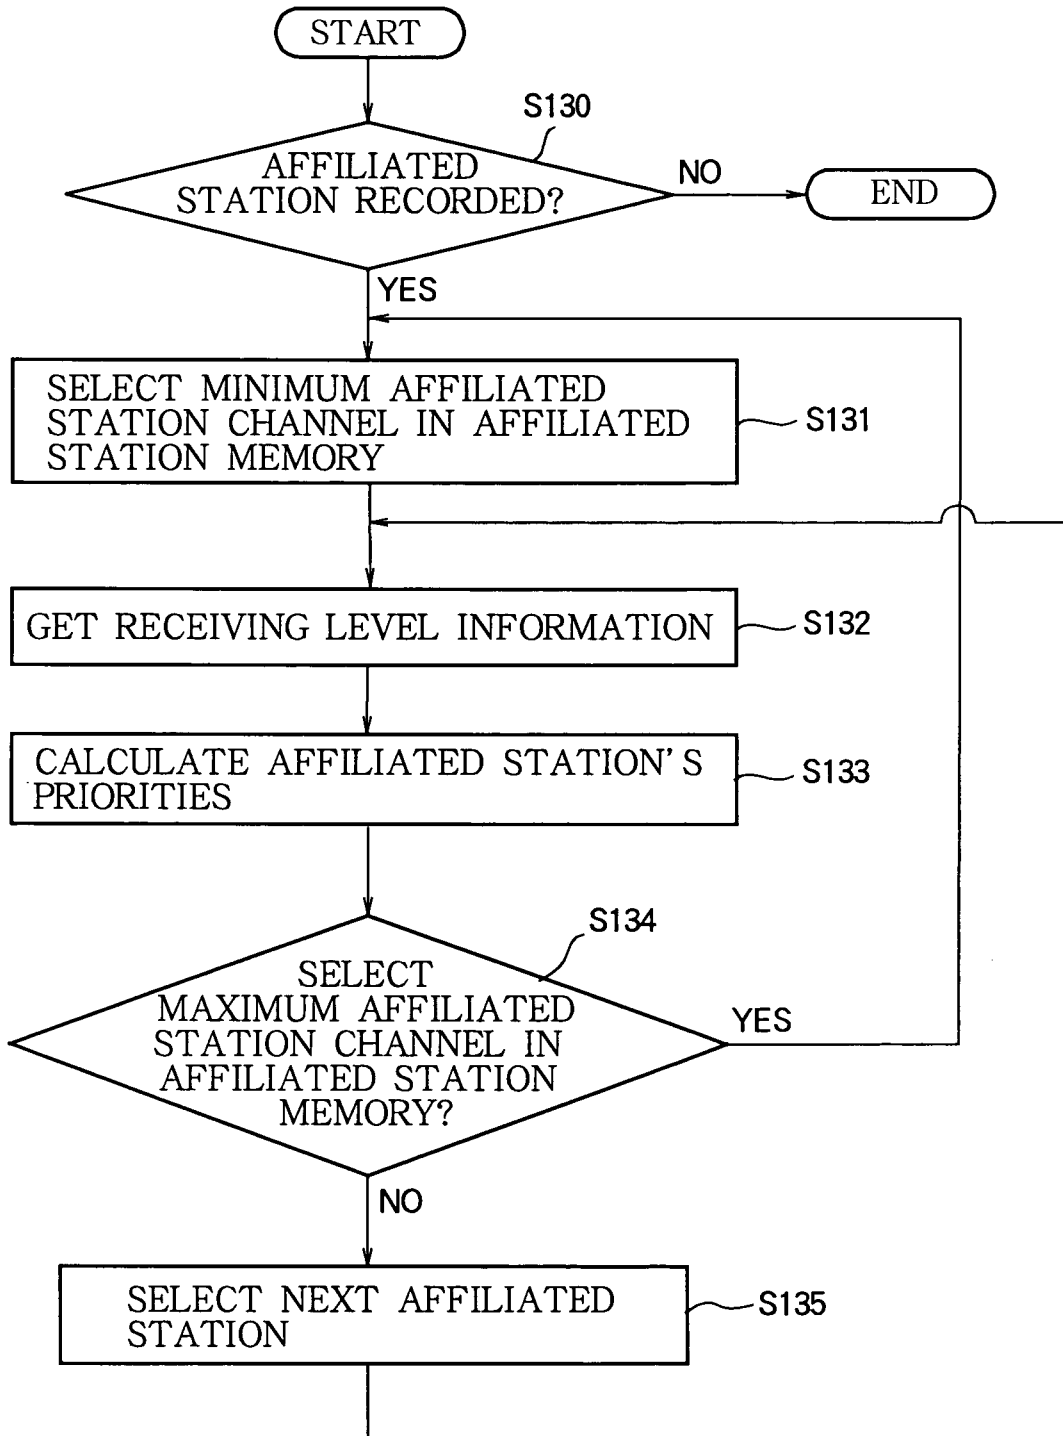 START
S130
AFFILIATED
STATION RECORDED?
NO
END
YES
SELECT MINIMUM AFFILIATED
STATION CHANNEL IN AFFILIATED
STATION MEMORY
S131
GET RECEIVING LEVEL INFORMATION
S132
CALCULATE AFFILIATED STATION'S
PRIORITIES
S133
S134
SELECT
MAXIMUM AFFILIATED
STATION CHANNEL IN
AFFILIATED STATION
MEMORY?
YES
NO
SELECT NEXT AFFILIATED
STATION
S135